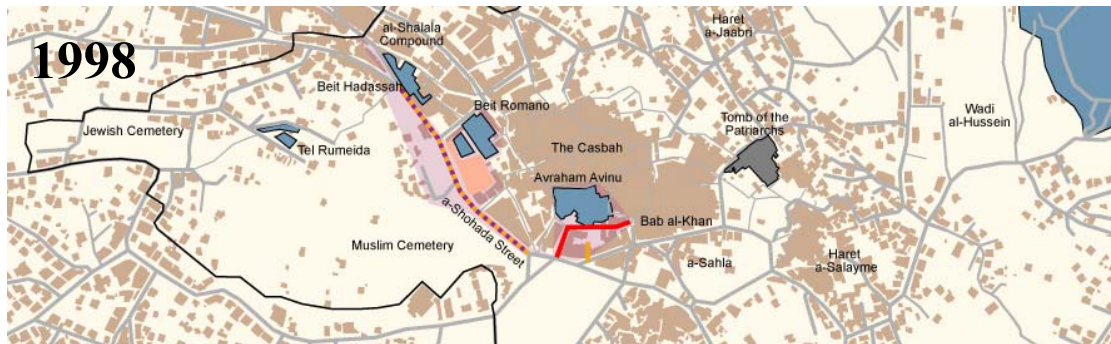 1998
al-Shalala
Compound
Haret
a-Jaabri
Beit Hadassah
Beit Romano
Wadi
al-Hussein
Tomb of the
Patriarchs
Jewish Cemetery
Tel Rumeida
The Casbah
Avraham Avinu
Bab al-Khan
a-Shohada Street
Muslim Cemetery
a-Sahla
Haret
a-Salayme